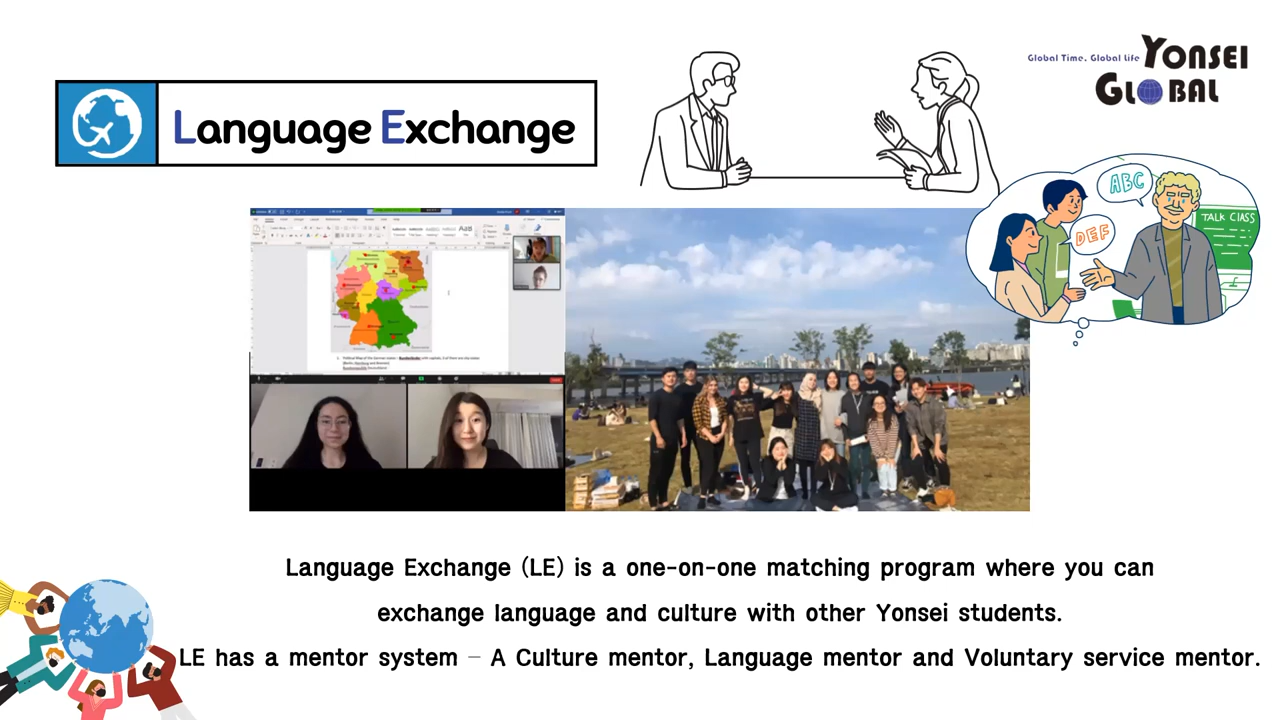 Global Time. Global life
YONSEI
GLOBAL
Language Exchange
ABC
TALK CLASS
DEF
Language Exchange (LE) is a one-on-one matching program where you can
exchange language and culture with other Yonsei students.
LE has a mentor system – A Culture mentor, Language mentor and Voluntary service mentor.